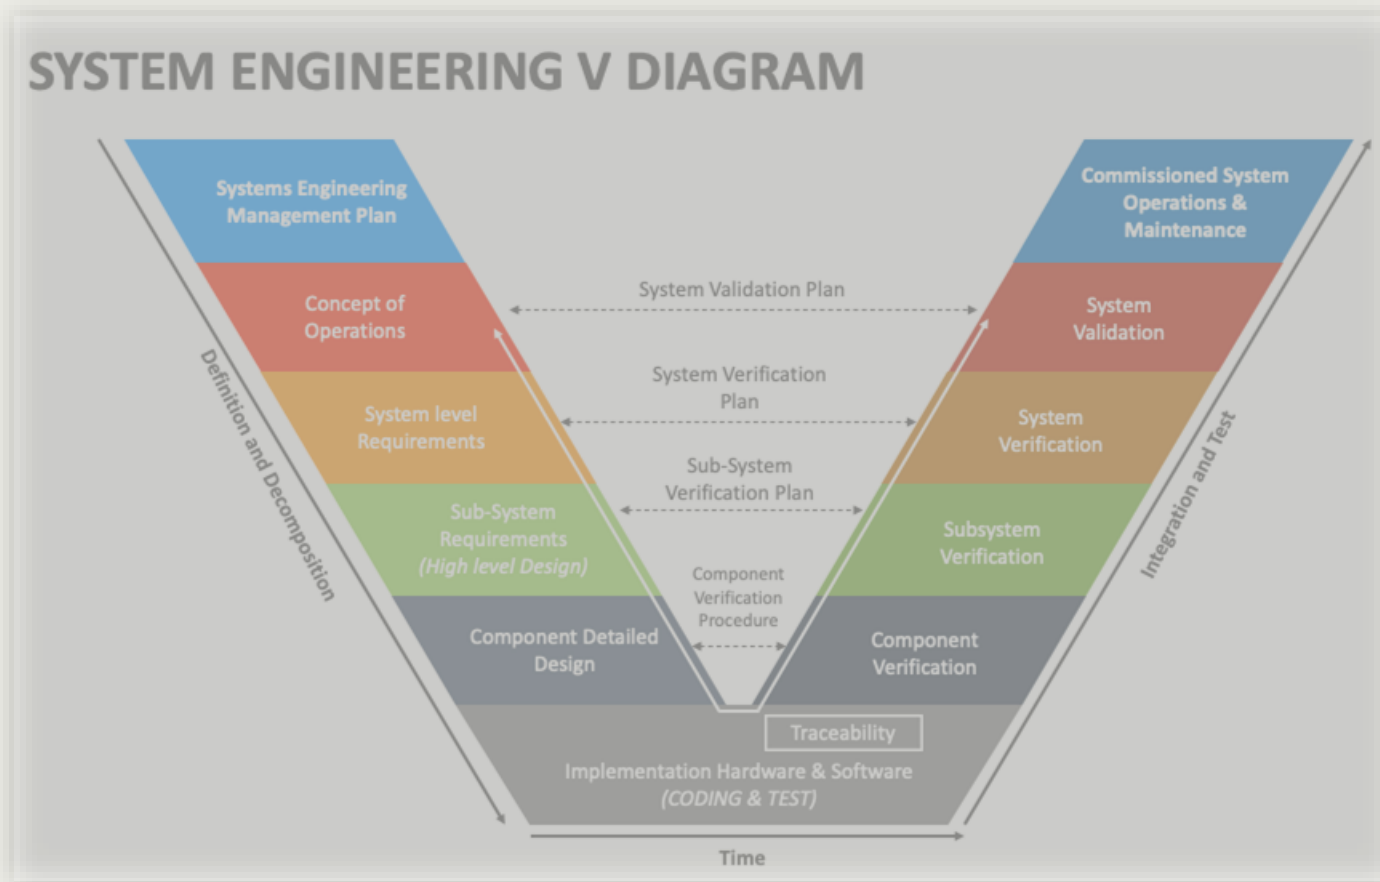 SYSTEM ENGINEERING V DIAGRAM
Systems Engineering
Management Plan
Commissioned System
Operations &
Maintenance
Concept of
Operations
System Validation Plan
System
Validation
System level
Requirements
System Verification
Plan
System
Verification
Sub-System
Requirements
(High level Design)
Sub-System
Verification Plan
Subsystem
Verification
Component Detailed
Design
Component
Verification
Procedure
Component
Verification
Definition and Decomposition
Integration and Test
Traceability
Implementation Hardware & Software
(CODING & TEST)
Time